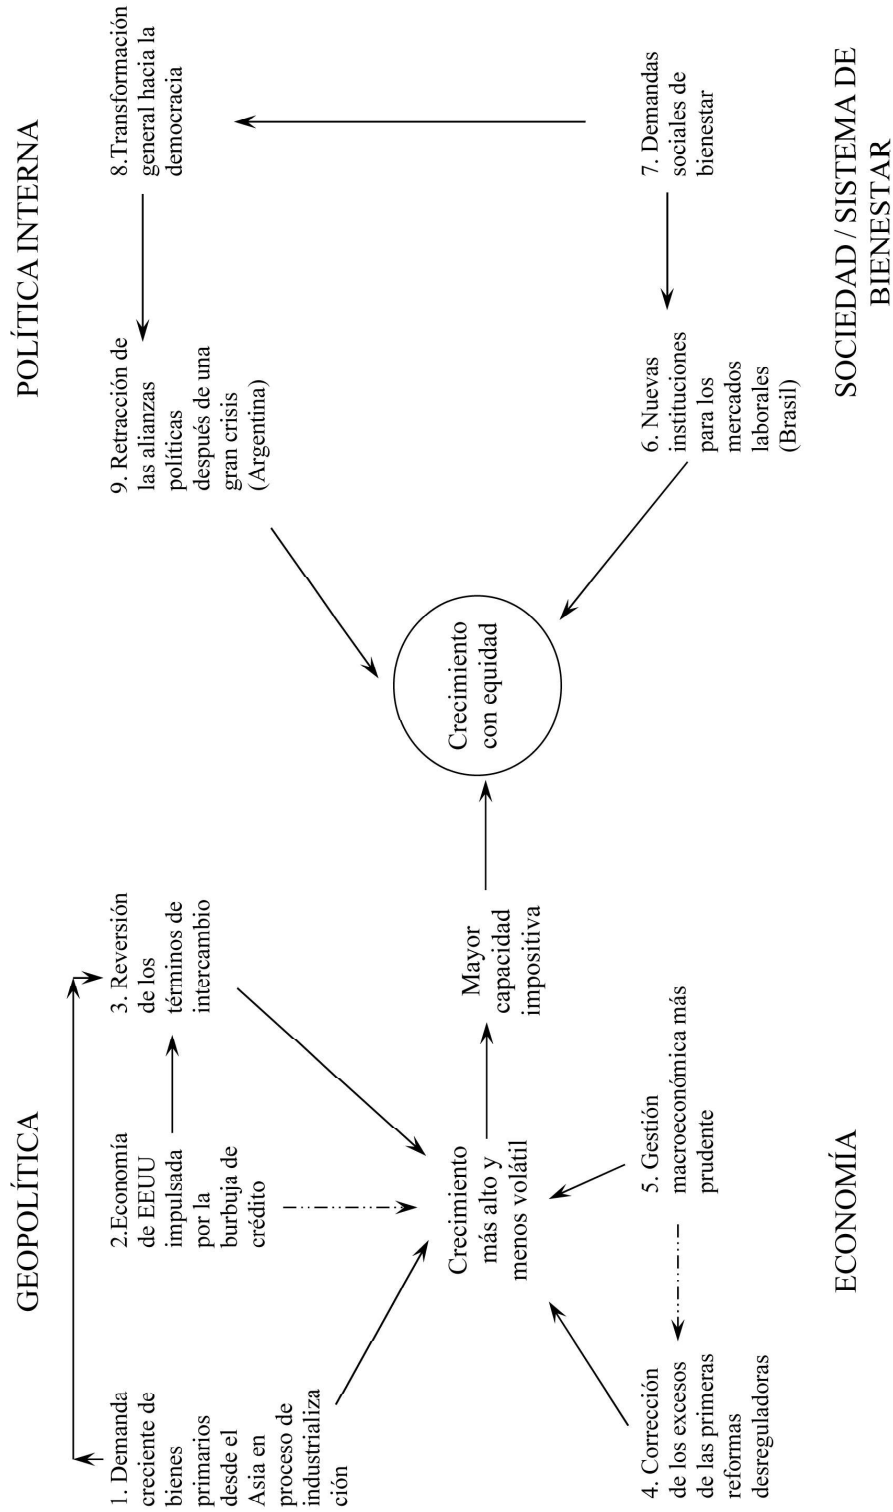 GEOPOLÍTICA
POLÍTICA INTERNA
1. Demanda
creciente de
bienes
primarios
desde el
Asia en
proceso de
industrializa
ción
2.Economía
de EEUU
impulsada
por la
burbuja de
crédito
3. Reversión
de los
términos de
intercambio
9. Retracción de
las alianzas
políticas
después de una
gran crisis
(Argentina)
8.Transformación
general hacia la
democracia
Crecimiento
más alto y
menos volátil
Mayor
capacidad
impositiva
Crecimiento
con equidad
4. Corrección
de los excesos
de las primeras
reformas
desreguladoras
5. Gestión
macroeconómica más
prudente
6. Nuevas
instituciones
para los
mercados
laborales
(Brasil)
7. Demandas
sociales de
bienestar
ECONOMÍA
SOCIEDAD / SISTEMA DE
BIENESTAR